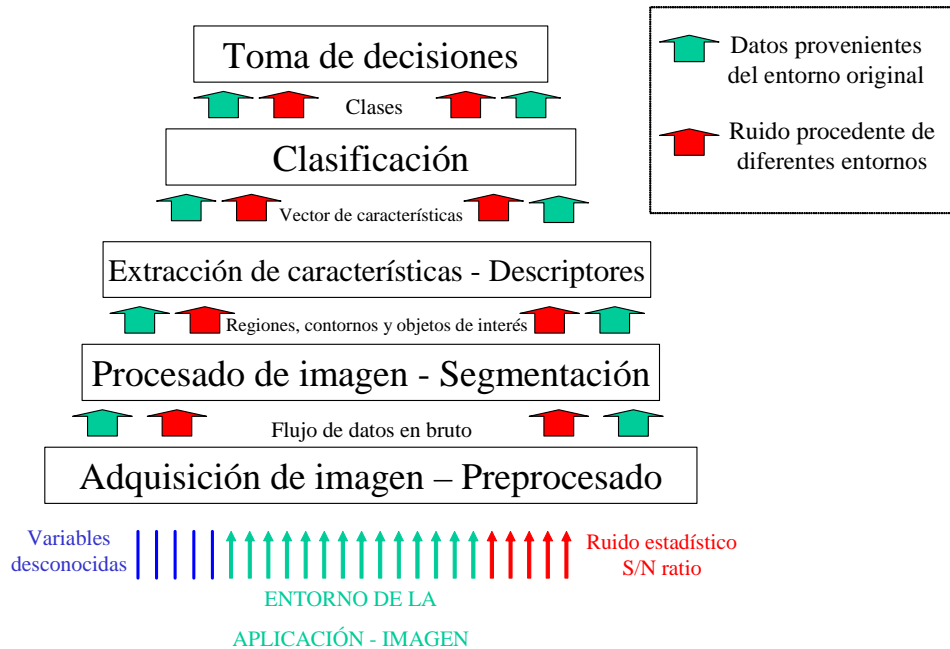 Toma de decisiones
Clases
Clasificación
Vector de características
Extracción de características - Descriptores
Regiones, contornos y objetos de interés
Procesado de imagen - Segmentación
Flujo de datos en bruto
Adquisición de imagen – Preprocesado
Variables
desconocidas
ENTORNO DE LA
APLICACIÓN - IMAGEN
Ruido estadístico
S/N ratio
Datos provenientes
del entorno original
Ruido procedente de
diferentes entornos